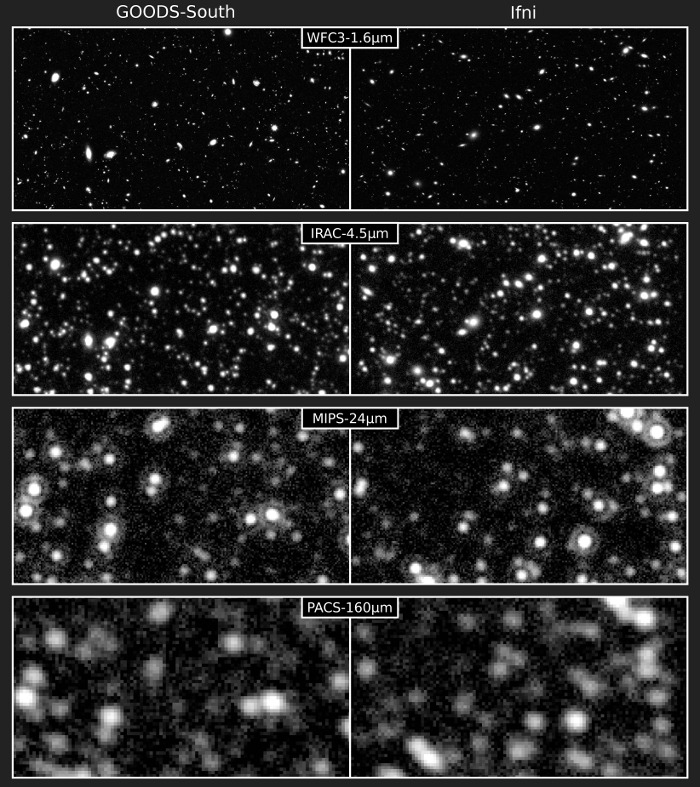 GOODS-South
Ifni
WFC3-1.6μm
IRAC-4.5μm
MIPS-24μm
PACS-160μm